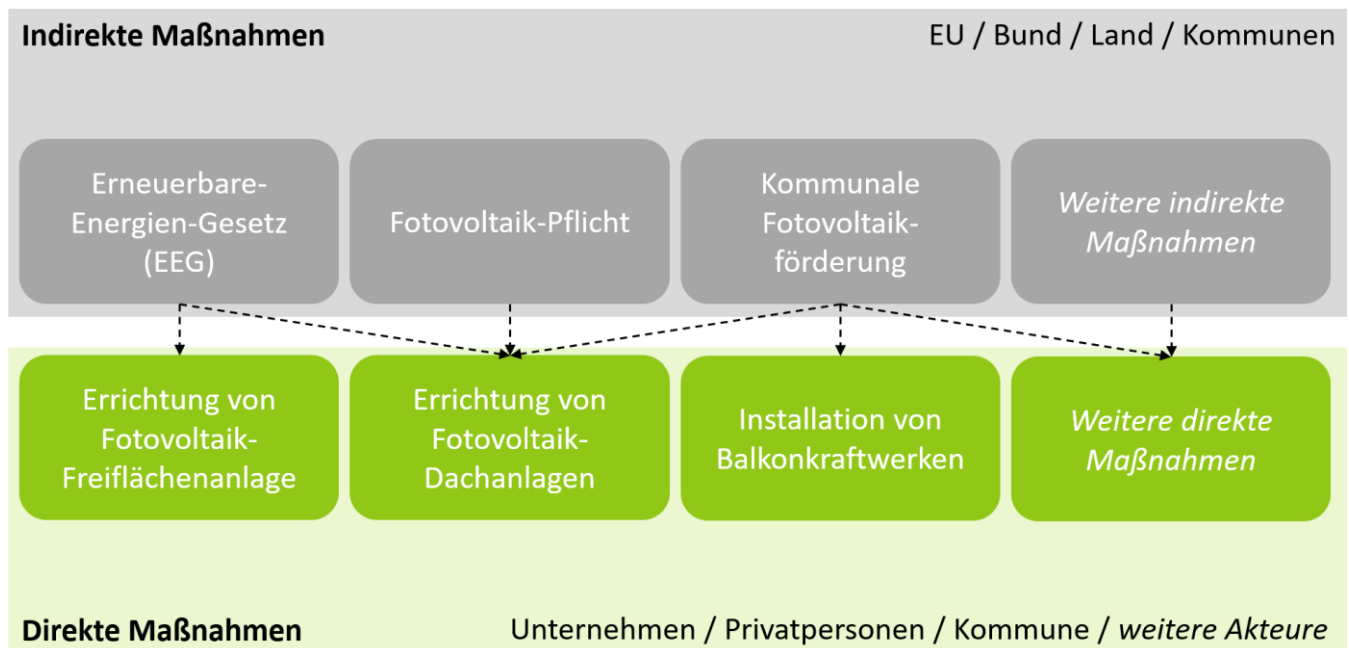 Indirekte Maßnahmen
EU / Bund / Land / Kommunen
Erneuerbare-
Energien-Gesetz
(EEG)
Fotovoltaik-Pflicht
Kommunale
Fotovoltaik-
förderung
Weitere indirekte
Maßnahmen
Errichtung von
Fotovoltaik-
Freiflächenanlage
Errichtung von
Fotovoltaik-
Dachanlagen
Installation von
Balkonkraftwerken
Weitere direkte
Maßnahmen
Direkte Maßnahmen
Unternehmen / Privatpersonen / Kommune / weitere Akteure